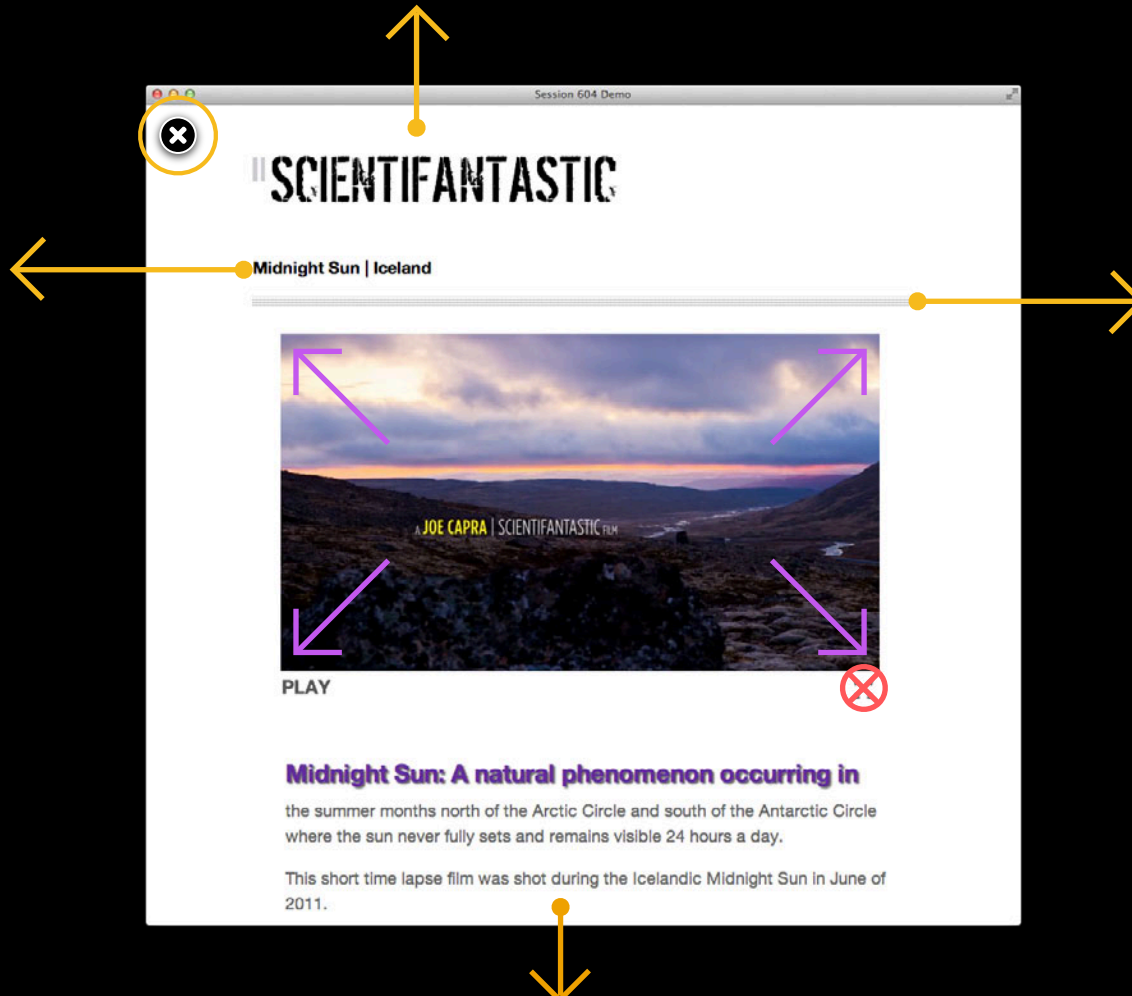 Session 604 Demo
SCIENTIFANTASTIC
Midnight Sun | Iceland
A JOE CAPRA | SCIENTIFANTASTIC FILM
PLAY
Midnight Sun: A natural phenomenon occurring in
the summer months north of the Arctic Circle and south of the Antarctic Circle
where the sun never fully sets and remains visible 24 hours a day.
This short time lapse film was shot during the Icelandic Midnight Sun in June of
2011.